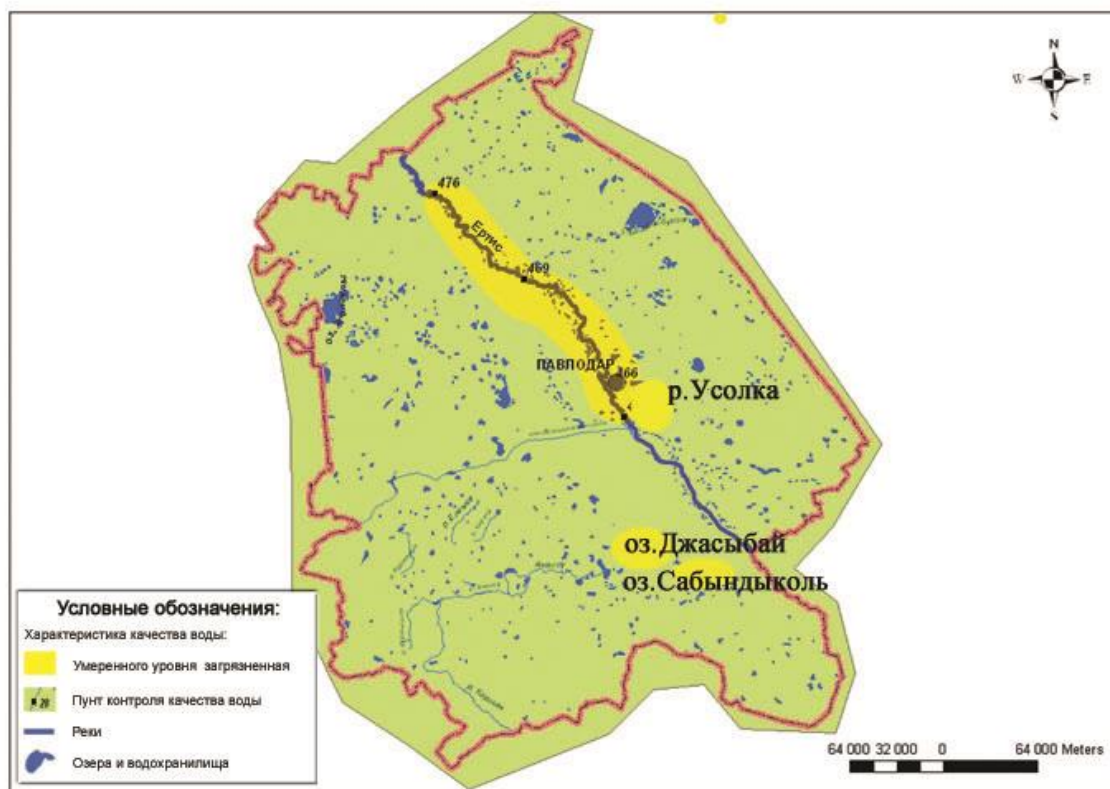 N
W E
S
476
Ертис
469
ПАВЛОДАР
466
р.Усолка
оз.Джасыбай
оз.Сабындыколь
Условные обозначения:
Характеристика качества воды:
Умеренного уровня загрязненная
20
Пунт контроля качества воды
Реки
Озера и водохранилища
64 000 32 000 0 64 000 Meters